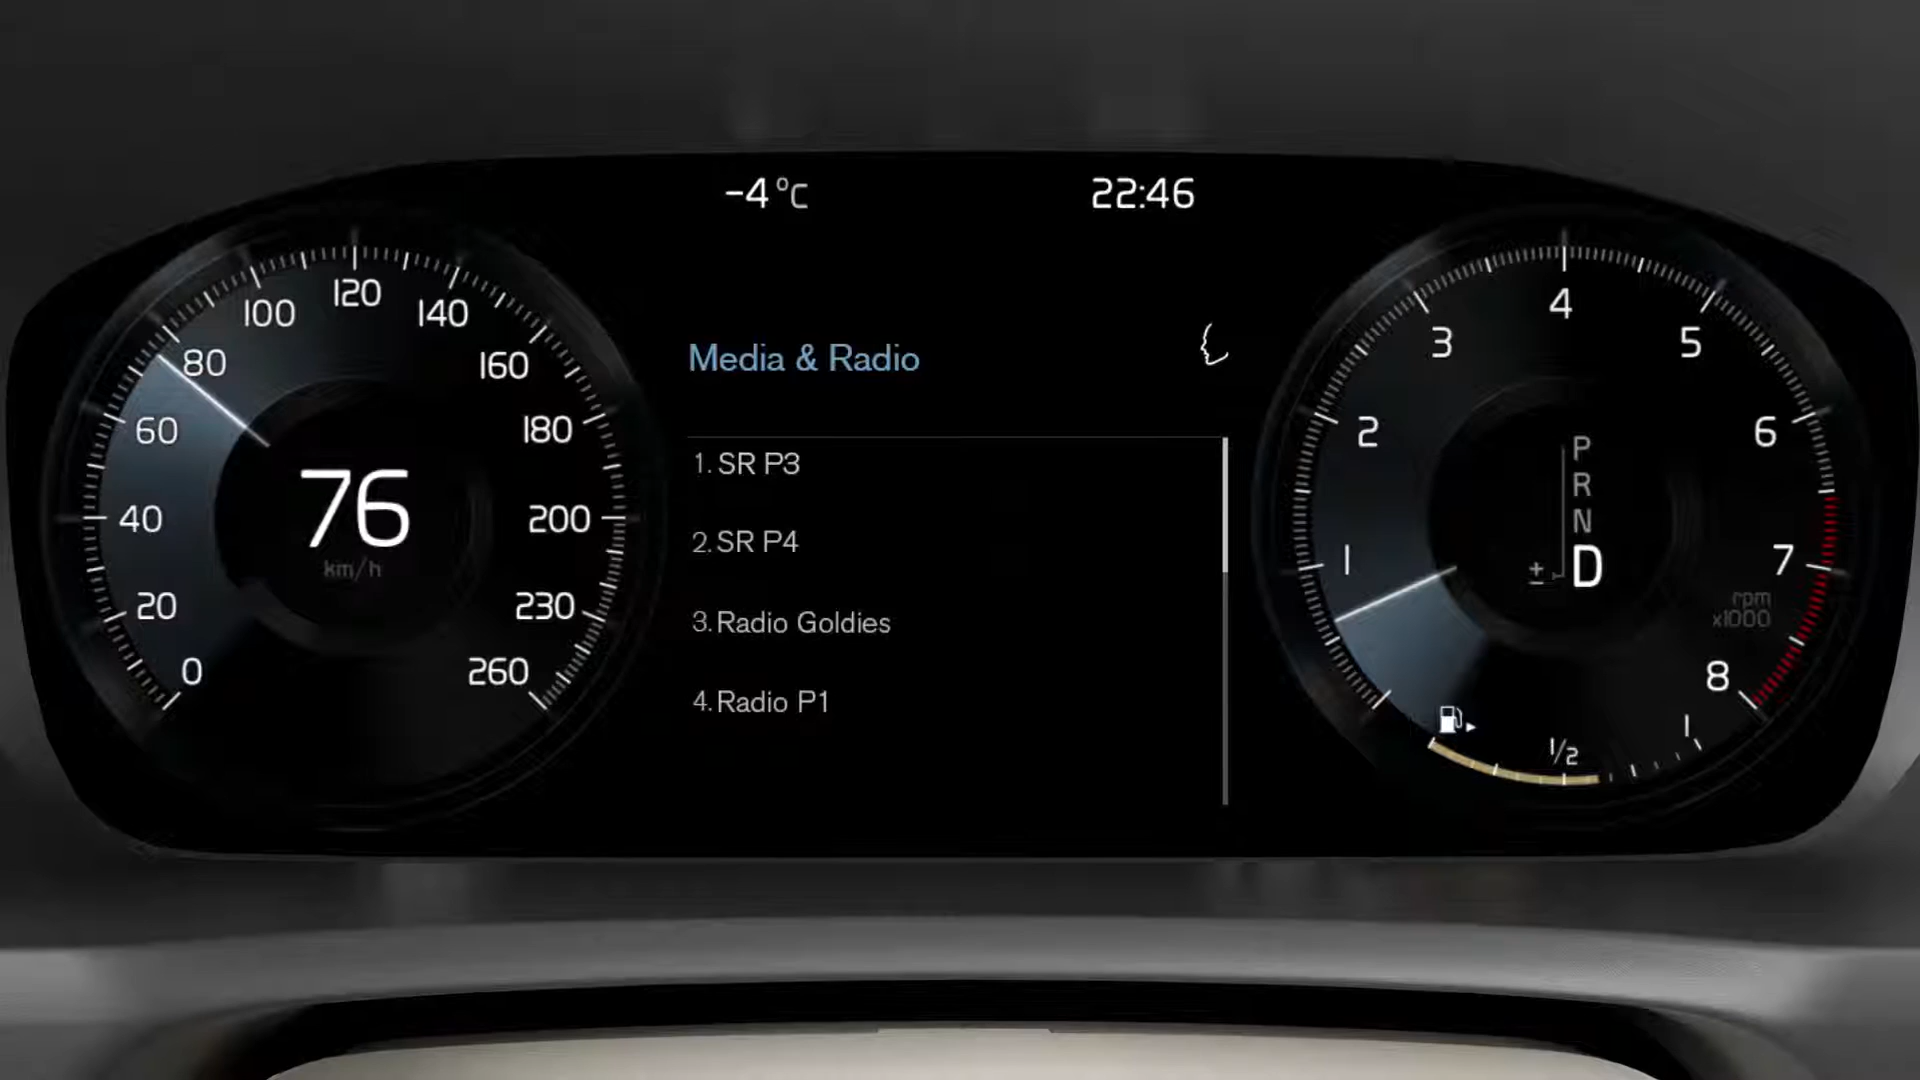 -4°C
22:46
Media & Radio
1. SR P3
2. SR P4
3. Radio Goldies
4. Radio P1
0
20
40
60
80
100
120
140
160
180
200
230
260
76
km/h
1
2
3
4
5
6
7
8
rpm
x1000
P
R
N
D
+
−
1/2
1